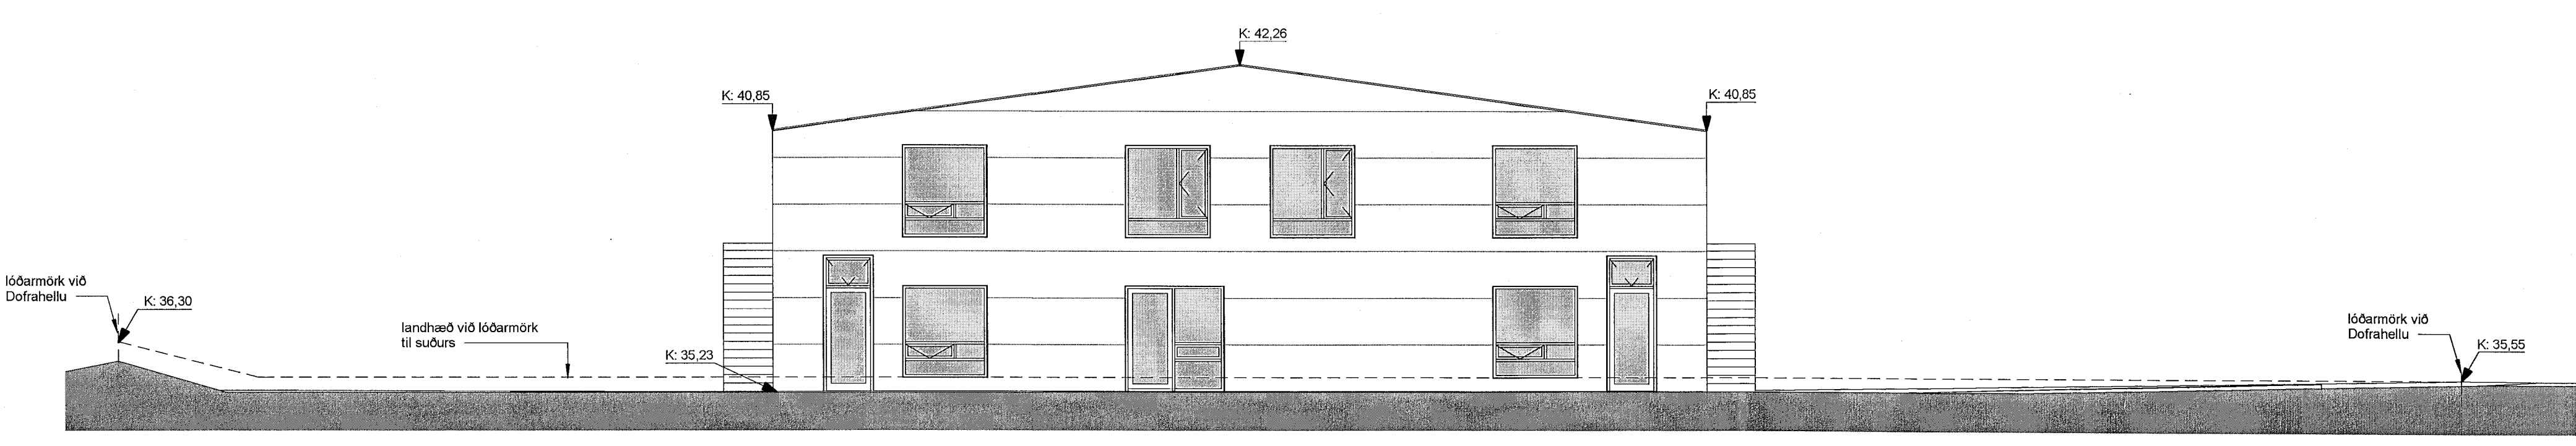 K: 42,26
K: 40,85
K: 40,85
lóðarmörk við
Dofrahellu
K: 36,30
landhæð við lóðarmörk
til suðurs
K: 35,23
lóðarmörk við
Dofrahellu
K: 35,55